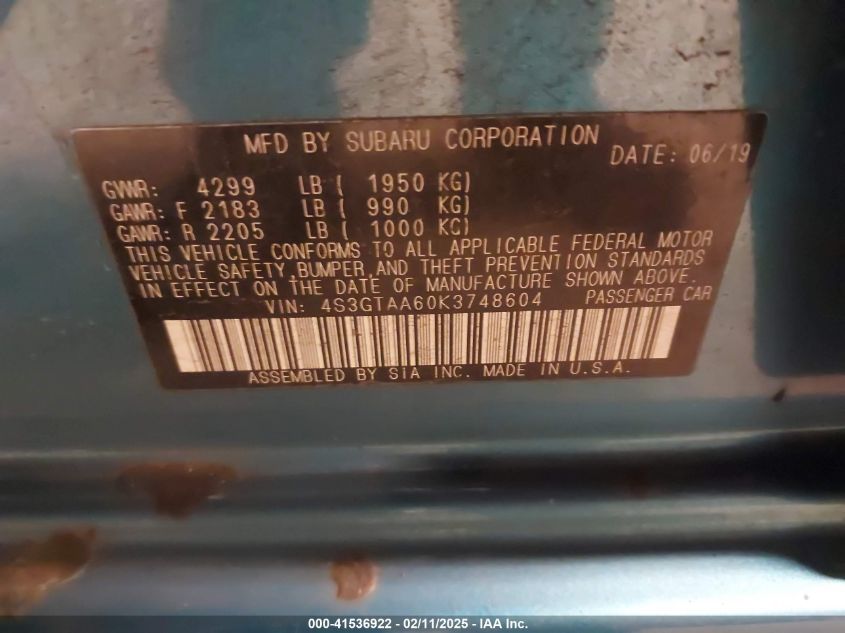 MFD BY SUBARU CORPORATION
DATE: 06/19
GVWR: 4299 LB ( 1950 KG)
GAWR: F 2183 LB ( 990 KG)
GAWR: R 2205 LB ( 1000 KG)
THIS VEHICLE CONFORMS TO ALL APPLICABLE FEDERAL MOTOR
VEHICLE SAFETY,BUMPER,AND THEFT PREVENTION STANDARDS
IN EFFECT ON THE DATE OF MANUFACTURE SHOWN ABOVE.
VIN: 4S3GTAA60K3748604 PASSENGER CAR
ASSEMBLED BY SIA INC. MADE IN U.S.A.
000-41536922 - 02/11/2025 - IAA Inc.